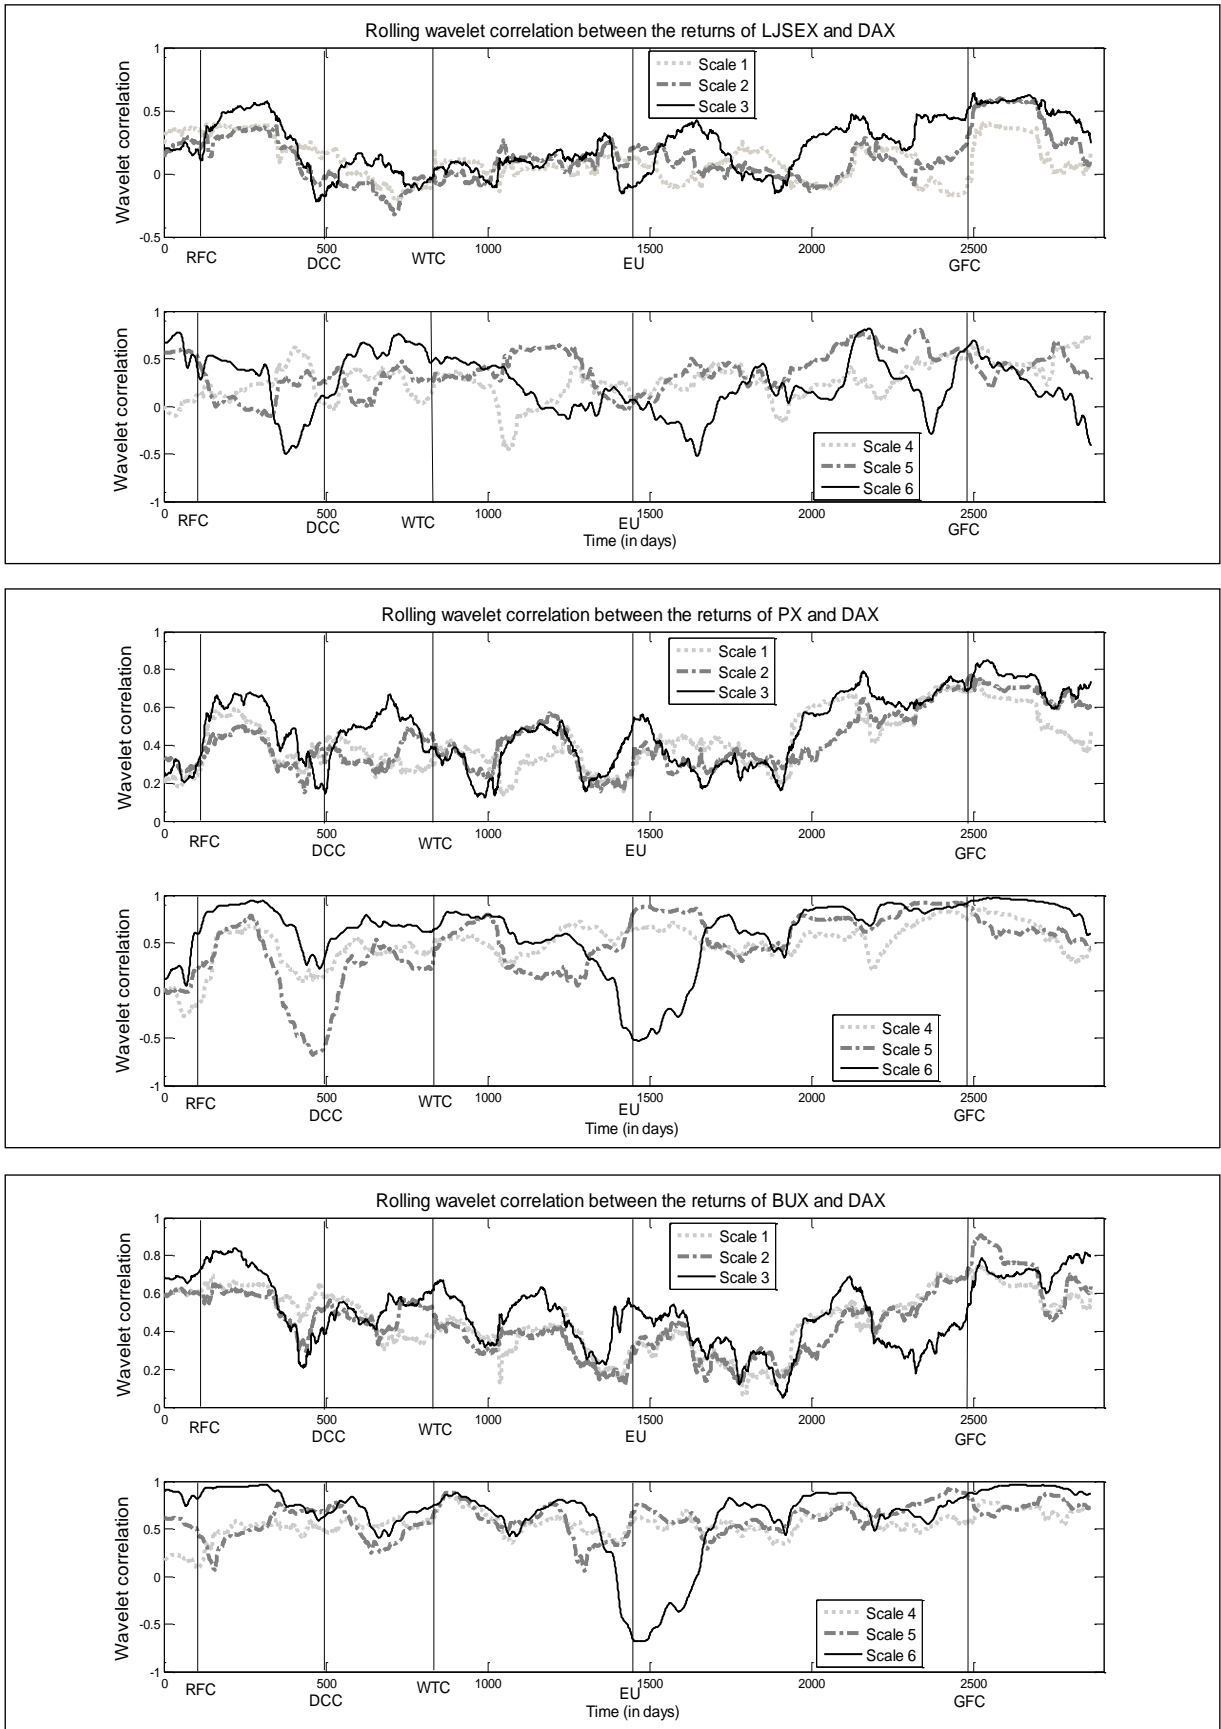 Rolling wavelet correlation between the returns of LJSEX and DAX
Wavelet correlation
1
0.5
0
-0.5
Scale 1
Scale 2
Scale 3
0 500 1000 1500 2000 2500
RFC DCC WTC EU GFC
Wavelet correlation
1
0.5
0
-0.5
-1
Scale 4
Scale 5
Scale 6
0 500 1000 1500 2000 2500
RFC DCC WTC EU GFC
Time (in days)
Rolling wavelet correlation between the returns of PX and DAX
Wavelet correlation
1
0.8
0.6
0.4
0.2
0
Scale 1
Scale 2
Scale 3
0 500 1000 1500 2000 2500
RFC DCC WTC EU GFC
Wavelet correlation
1
0.5
0
-0.5
-1
Scale 4
Scale 5
Scale 6
0 500 1000 1500 2000 2500
RFC DCC WTC EU GFC
Time (in days)
Rolling wavelet correlation between the returns of BUX and DAX
Wavelet correlation
1
0.8
0.6
0.4
0.2
0
Scale 1
Scale 2
Scale 3
0 500 1000 1500 2000 2500
RFC DCC WTC EU GFC
Wavelet correlation
1
0.5
0
-0.5
-1
Scale 4
Scale 5
Scale 6
0 500 1000 1500 2000 2500
RFC DCC WTC EU GFC
Time (in days)